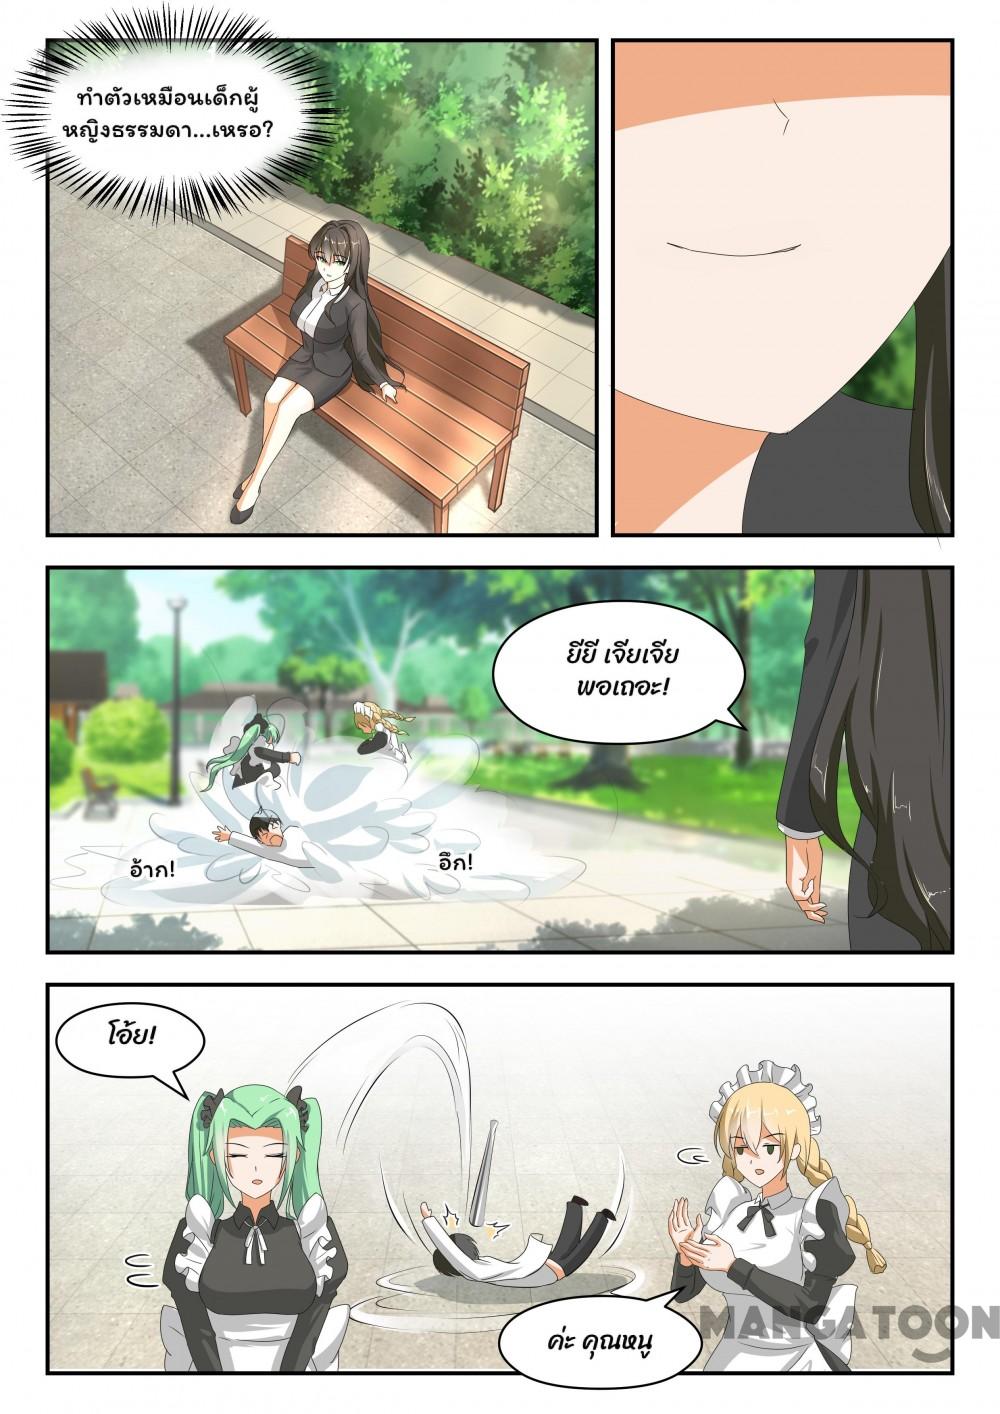 ทำตัวเหมือนเด็กผู้
หญิงธรรมดา...เหรอ?
ยียี เจียเจีย
พอเถอะ!
อ้าก!
อึก!
โอ้ย!
ค่ะ คุณหนู
MANGATOON